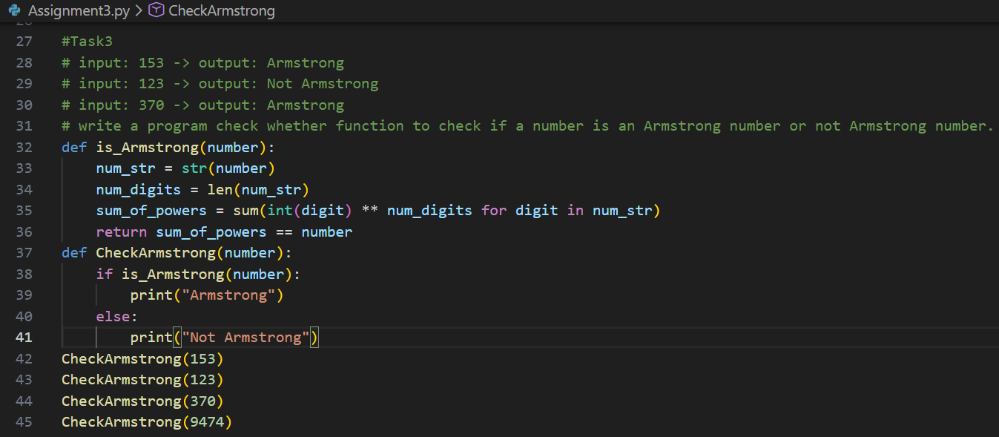 Assignment3.py > CheckArmstrong
27 #Task3
28 # input: 153 -> output: Armstrong
29 # input: 123 -> output: Not Armstrong
30 # input: 370 -> output: Armstrong
31 # write a program check whether function to check if a number is an Armstrong number or not Armstrong number.
32 def is_Armstrong(number):
33     num_str = str(number)
34     num_digits = len(num_str)
35     sum_of_powers = sum(int(digit) ** num_digits for digit in num_str)
36     return sum_of_powers == number
37 def CheckArmstrong(number):
38     if is_Armstrong(number):
39         print("Armstrong")
40     else:
41         print("Not Armstrong")
42 CheckArmstrong(153)
43 CheckArmstrong(123)
44 CheckArmstrong(370)
45 CheckArmstrong(9474)